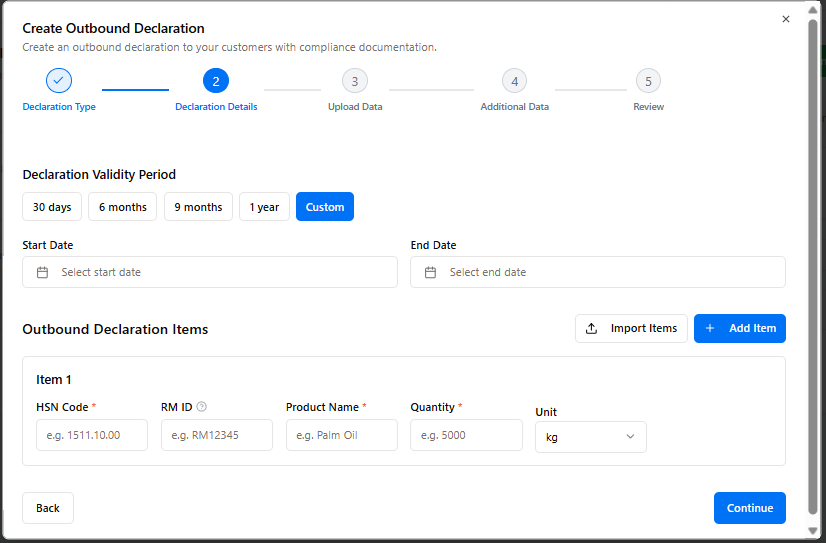 Create Outbound Declaration
Create an outbound declaration to your customers with compliance documentation.
2 3 4 5
Declaration Type Declaration Details Upload Data Additional Data Review
Declaration Validity Period
30 days 6 months 9 months 1 year Custom
Start Date End Date
Select start date Select end date
Outbound Declaration Items Import Items + Add Item
Item 1
HSN Code * RM ID ? Product Name * Quantity * Unit
e.g. 1511.10.00 e.g. RM12345 e.g. Palm Oil e.g. 5000 kg
Back Continue